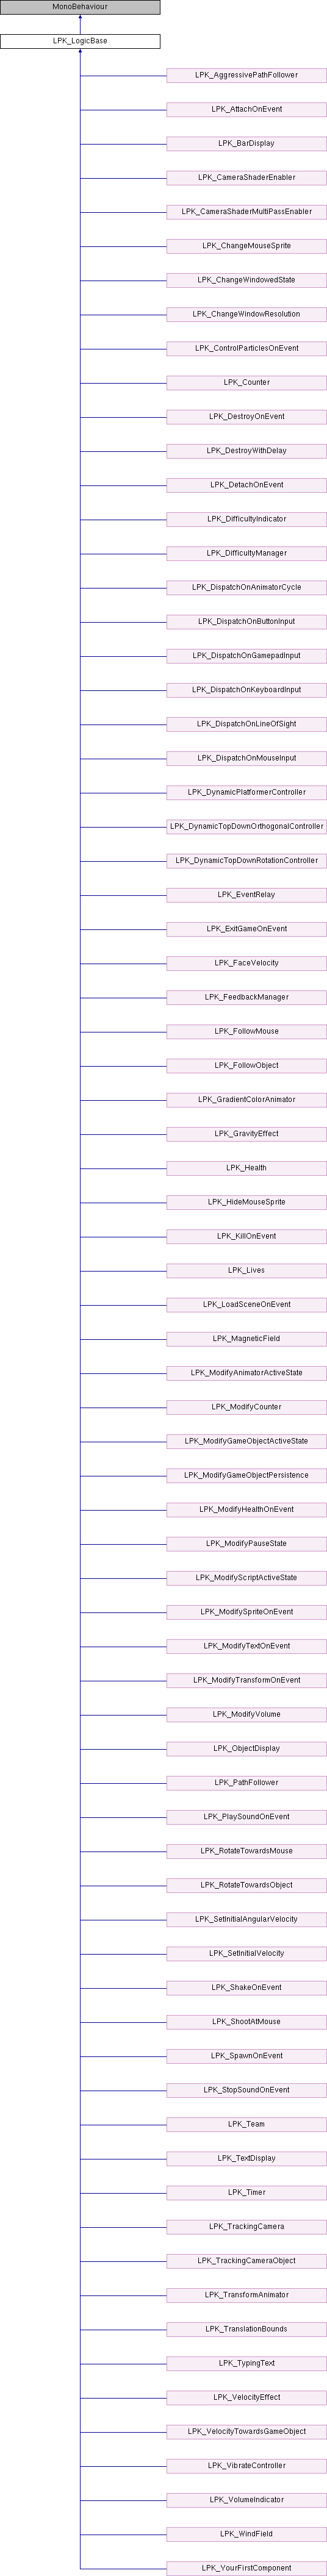 MonoBehaviour
LPK_LogicBase
LPK_AggressivePathFollower
LPK_AttachOnEvent
LPK_BarDisplay
LPK_CameraShaderEnabler
LPK_CameraShaderMultiPassEnabler
LPK_ChangeMouseSprite
LPK_ChangeWindowedState
LPK_ChangeWindowResolution
LPK_ControlParticlesOnEvent
LPK_Counter
LPK_DestroyOnEvent
LPK_DestroyWithDelay
LPK_DetachOnEvent
LPK_DifficultyIndicator
LPK_DifficultyManager
LPK_DispatchOnAnimatorCycle
LPK_DispatchOnButtonInput
LPK_DispatchOnGamepadInput
LPK_DispatchOnKeyboardInput
LPK_DispatchOnLineOfSight
LPK_DispatchOnMouseInput
LPK_DynamicPlatformerController
LPK_DynamicTopDownOrthogonalController
LPK_DynamicTopDownRotationController
LPK_EventRelay
LPK_ExitGameOnEvent
LPK_FaceVelocity
LPK_FeedbackManager
LPK_FollowMouse
LPK_FollowObject
LPK_GradientColorAnimator
LPK_GravityEffect
LPK_Health
LPK_HideMouseSprite
LPK_KillOnEvent
LPK_Lives
LPK_LoadSceneOnEvent
LPK_MagneticField
LPK_ModifyAnimatorActiveState
LPK_ModifyCounter
LPK_ModifyGameObjectActiveState
LPK_ModifyGameObjectPersistence
LPK_ModifyHealthOnEvent
LPK_ModifyPauseState
LPK_ModifyScriptActiveState
LPK_ModifySpriteOnEvent
LPK_ModifyTextOnEvent
LPK_ModifyTransformOnEvent
LPK_ModifyVolume
LPK_ObjectDisplay
LPK_PathFollower
LPK_PlaySoundOnEvent
LPK_RotateTowardsMouse
LPK_RotateTowardsObject
LPK_SetInitialAngularVelocity
LPK_SetInitialVelocity
LPK_ShakeOnEvent
LPK_ShootAtMouse
LPK_SpawnOnEvent
LPK_StopSoundOnEvent
LPK_Team
LPK_TextDisplay
LPK_Timer
LPK_TrackingCamera
LPK_TrackingCameraObject
LPK_TransformAnimator
LPK_TranslationBounds
LPK_TypingText
LPK_VelocityEffect
LPK_VelocityTowardsGameObject
LPK_VibrateController
LPK_VolumeIndicator
LPK_WindField
LPK_YourFirstComponent